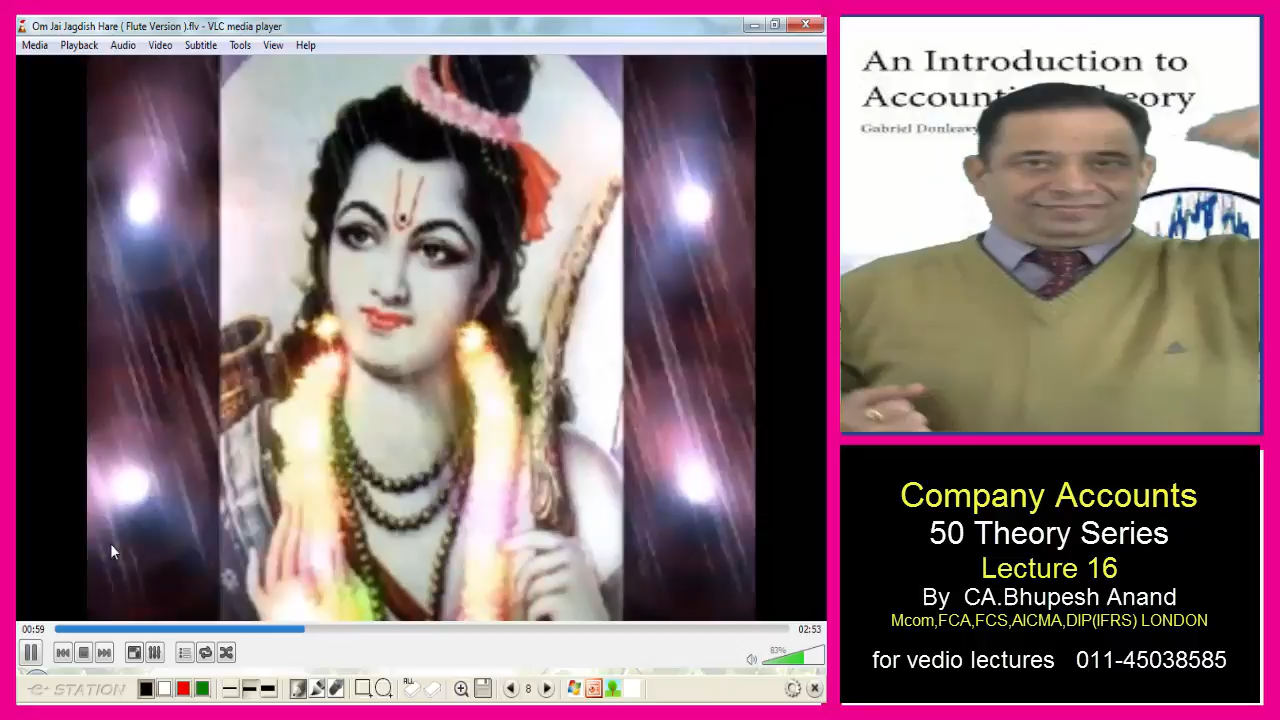 Om Jai Jagdish Hare ( Flute Version ).flv - VLC media player
Media Playback Audio Video Subtitle Tools View Help
An Introduction to
Gabriel Donleavy
00:59
02:53
83%
e-STATION
8
Company Accounts
50 Theory Series
Lecture 16
By CA.Bhupesh Anand
Mcom,FCA,FCS,AICMA,DIP(IFRS) LONDON
for vedio lectures 011-45038585